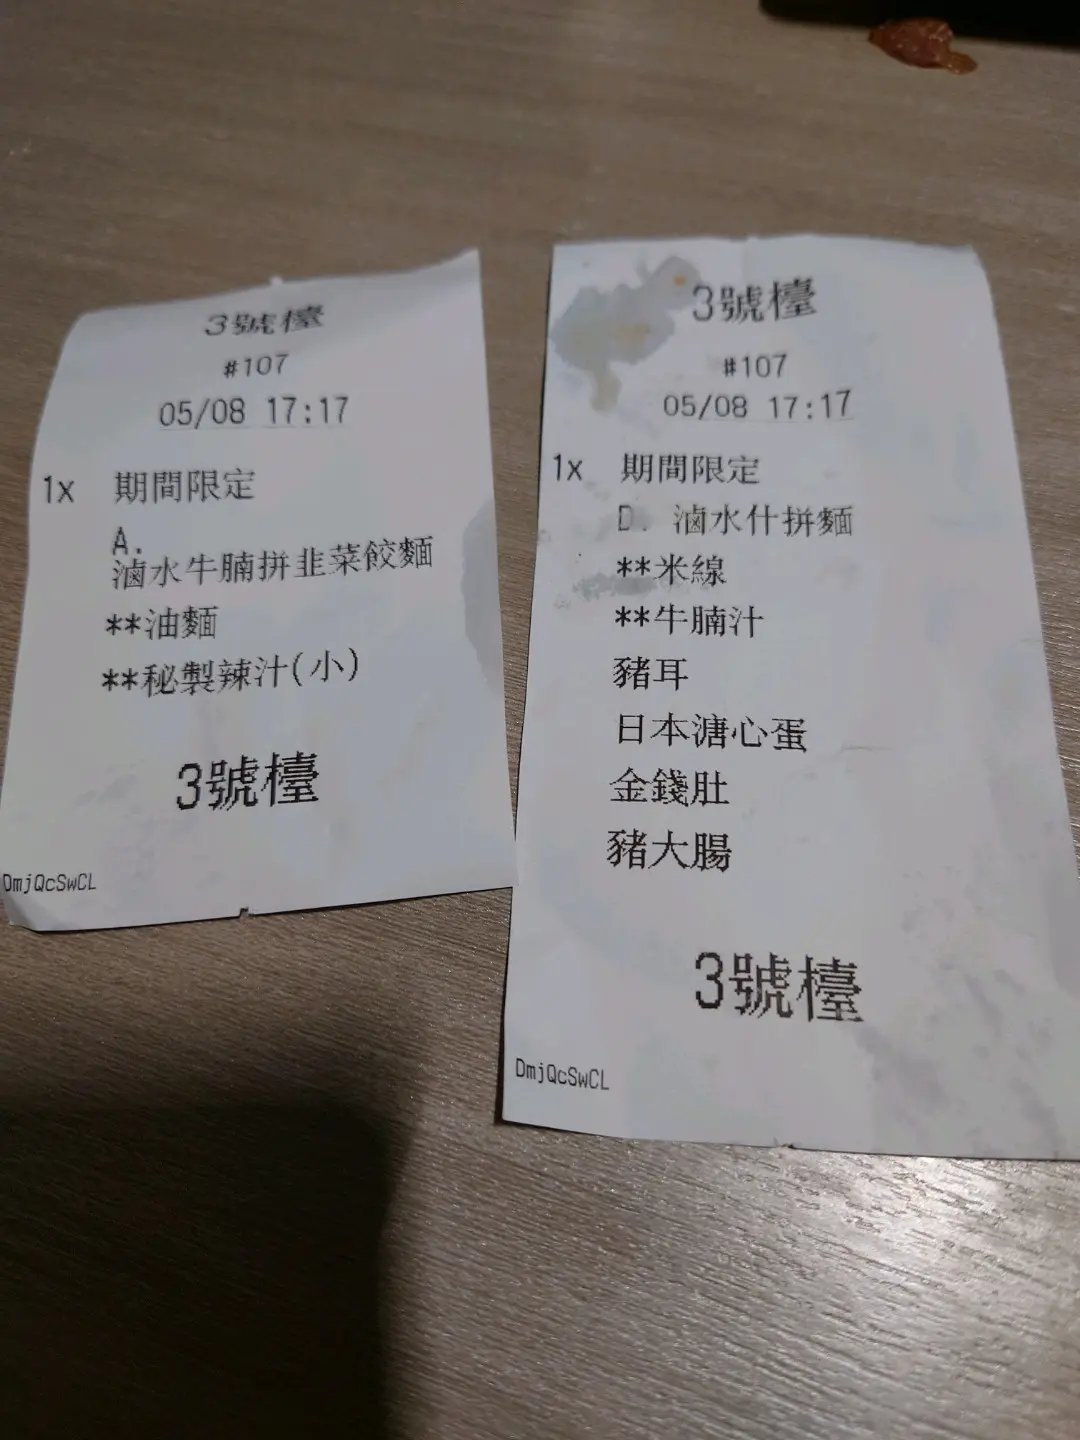 3號檯
#107
05/08 17:17
1x 期間限定
A.
滷水牛腩拼韭菜餃麵
**油麵
**秘製辣汁(小)
3號檯
DmjQcSwCL
3號檯
#107
05/08 17:17
1x 期間限定
D. 滷水什拼麵
**米線
**牛腩汁
豬耳
日本溏心蛋
金錢肚
豬大腸
3號檯
DmjQcSwCL